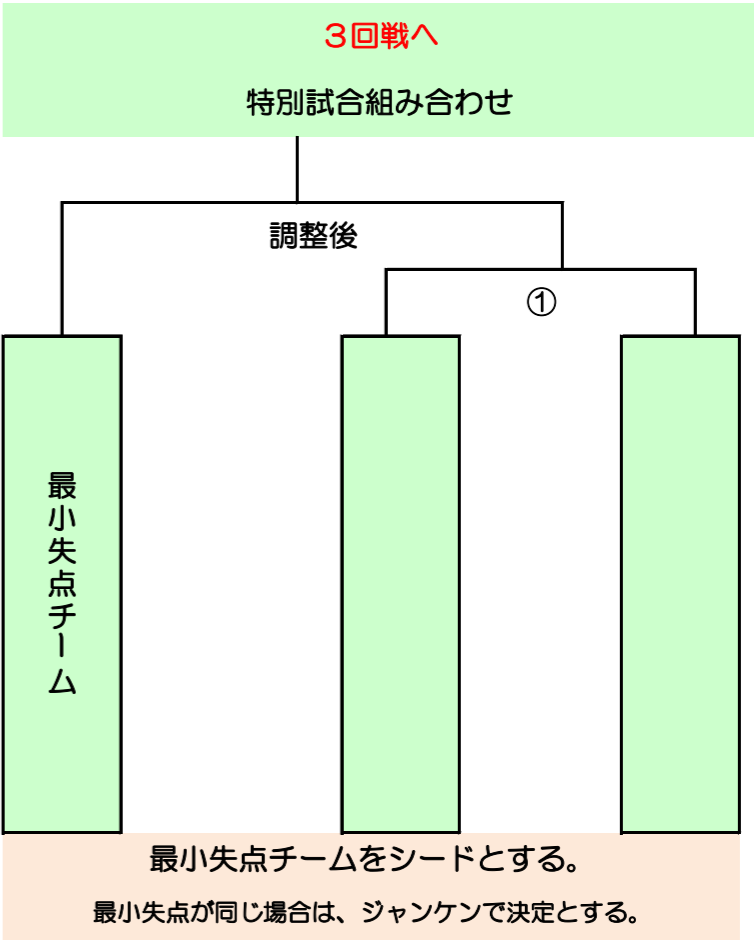 ３回戦へ
特別試合組み合わせ
調整後
①
最小失点チーム
最小失点チームをシードとする。
最小失点が同じ場合は、ジャンケンで決定とする。